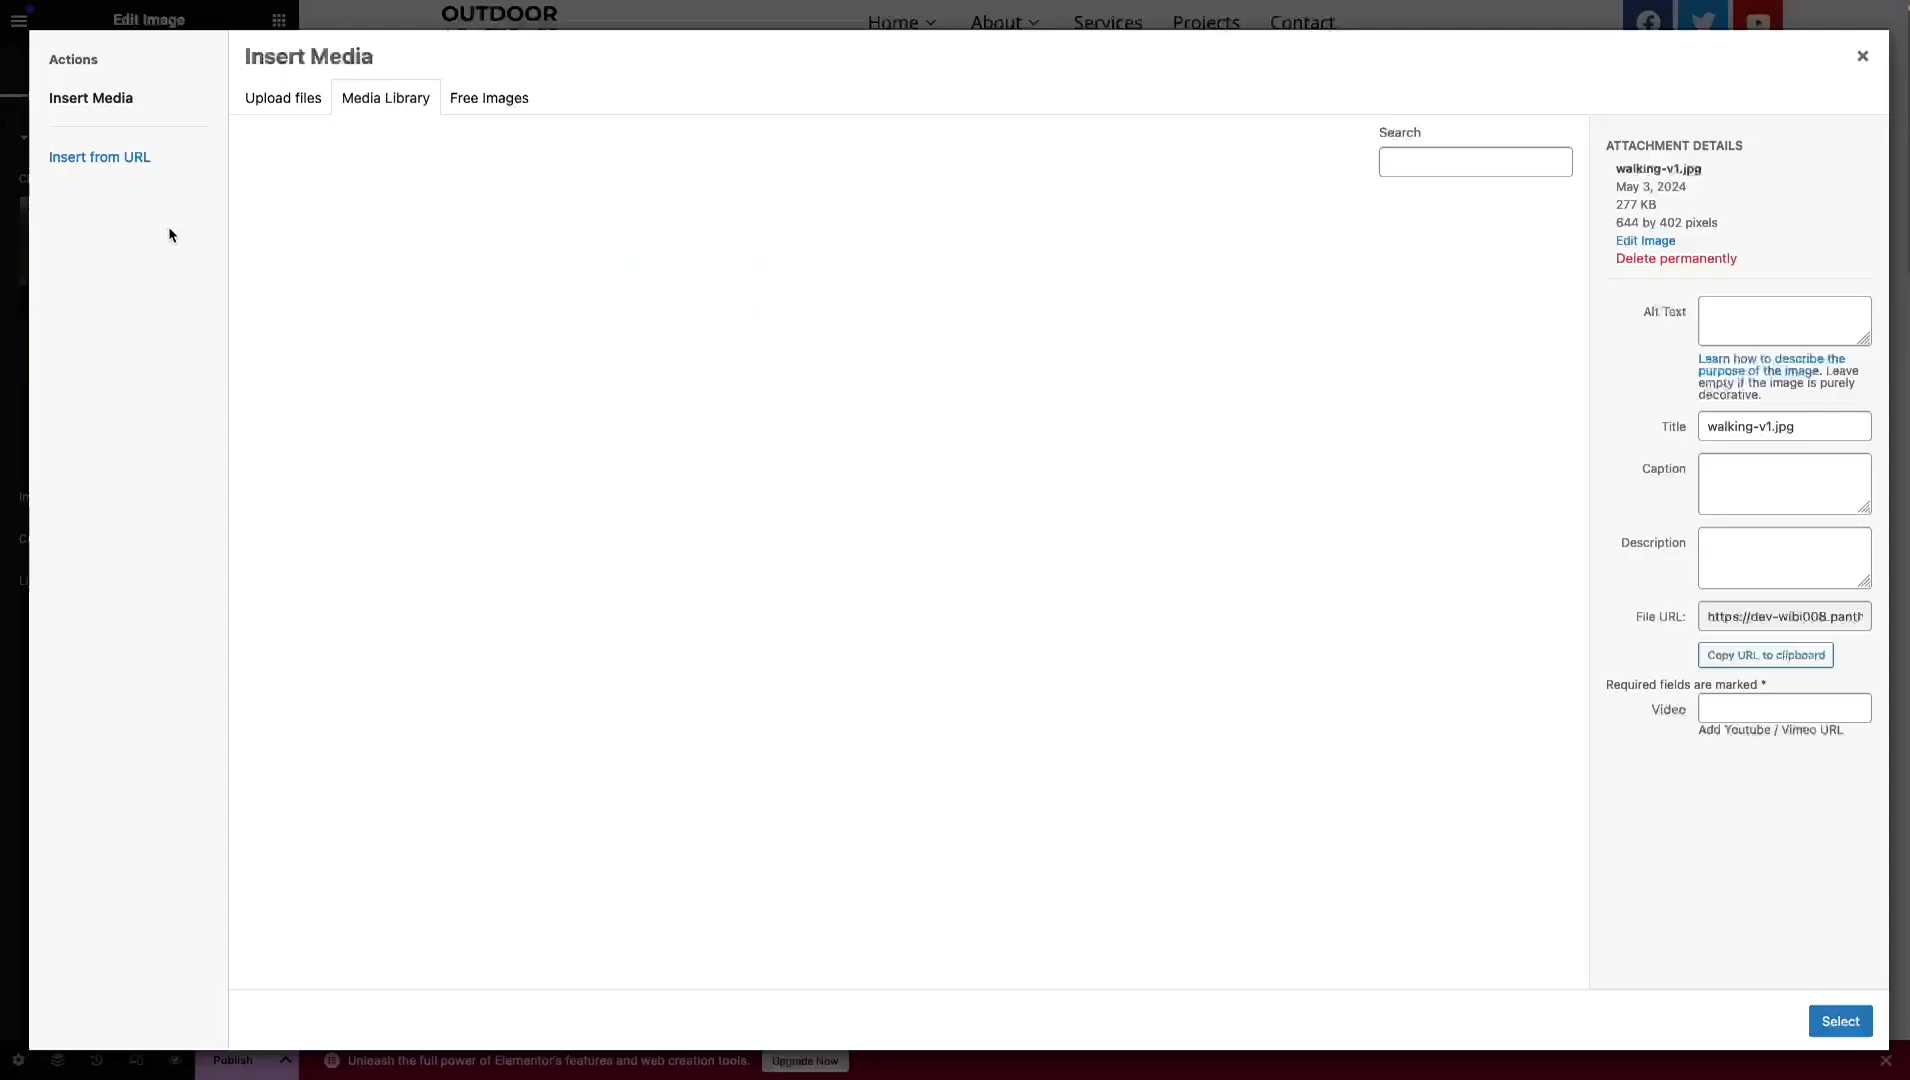 Edit Image
OUTDOOR
Home
About
Services
Projects
Contact
Actions
Insert Media
Insert from URL
Insert Media
Upload files
Media Library
Free Images
Search
ATTACHMENT DETAILS
walking-v1.jpg
May 3, 2024
277 KB
644 by 402 pixels
Edit Image
Delete permanently
Alt Text
Learn how to describe the
purpose of the image. Leave
empty if the image is purely
decorative.
Title
walking-v1.jpg
Caption
Description
File URL:
https://dev-wibi008.panth
Copy URL to clipboard
Required fields are marked *
Video
Add Youtube / Vimeo URL
Select
Publish
Unleash the full power of Elementor's features and web creation tools.
Upgrade Now